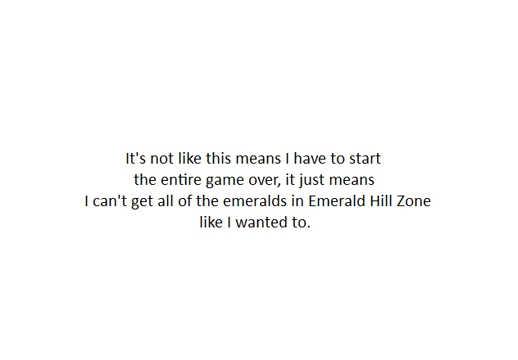 It's not like this means I have to start
the entire game over, it just means
I can't get all of the emeralds in Emerald Hill Zone
like I wanted to.